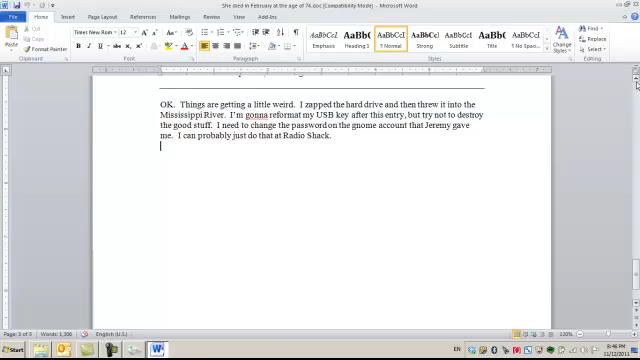 She died in February at the age of 74.doc [Compatibility Mode] - Microsoft Word
File Home Insert Page Layout References Mailings Review View Add-Ins
Cut
Copy
Format Painter
Paste
Clipboard
Times New Rom 12
Font
Paragraph
AaBbCcI AaBbC AaBbCcI AaBbCcI AaBbCcI AaBbC AaBbCcI
Emphasis Heading 1 ¶ Normal Strong Subtitle Title ¶ No Spac...
Styles
Change Styles
Find
Replace
Select
Editing
OK. Things are getting a little weird. I zapped the hard drive and then threw it into the
Mississippi River. I'm gonna reformat my USB key after this entry, but try not to destroy
the good stuff. I need to change the password on the gnome account that Jeremy gave
me. I can probably just do that at Radio Shack.
Page: 3 of 3 Words: 1,306 English (U.S.) 120%
Start EN 8:46 PM
11/12/2011